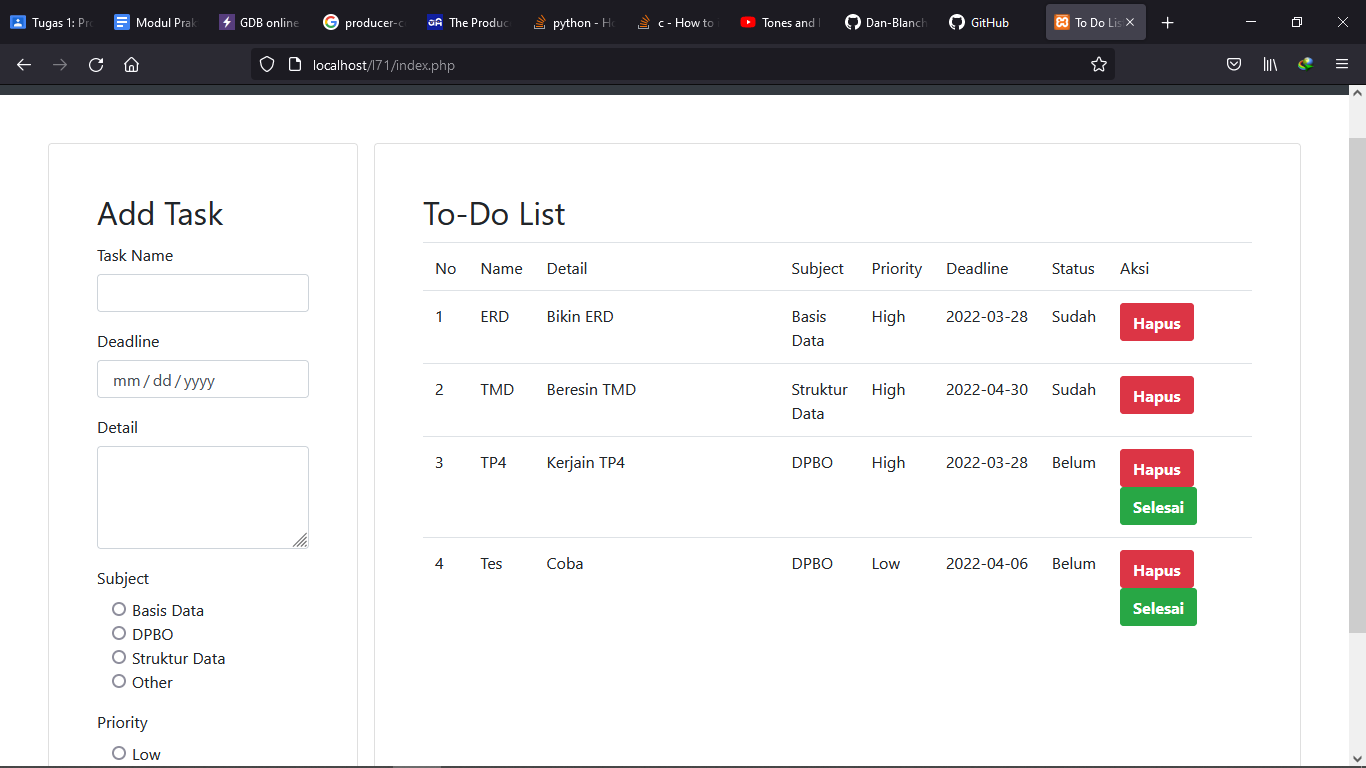 Tugas 1: Pr
Modul Prak
GDB online
producer-c
The Produc
python - Ho
c - How to i
Tones and I
Dan-Blanch
GitHub
To Do Lis
localhost/l71/index.php
Add Task
Task Name
Deadline
mm / dd / yyyy
Detail
Subject
Basis Data
DPBO
Struktur Data
Other
Priority
Low
To-Do List
No Name Detail Subject Priority Deadline Status Aksi
1 ERD Bikin ERD Basis High 2022-03-28 Sudah Hapus
Data
2 TMD Beresin TMD Struktur High 2022-04-30 Sudah Hapus
Data
3 TP4 Kerjain TP4 DPBO High 2022-03-28 Belum Hapus
Selesai
4 Tes Coba DPBO Low 2022-04-06 Belum Hapus
Selesai